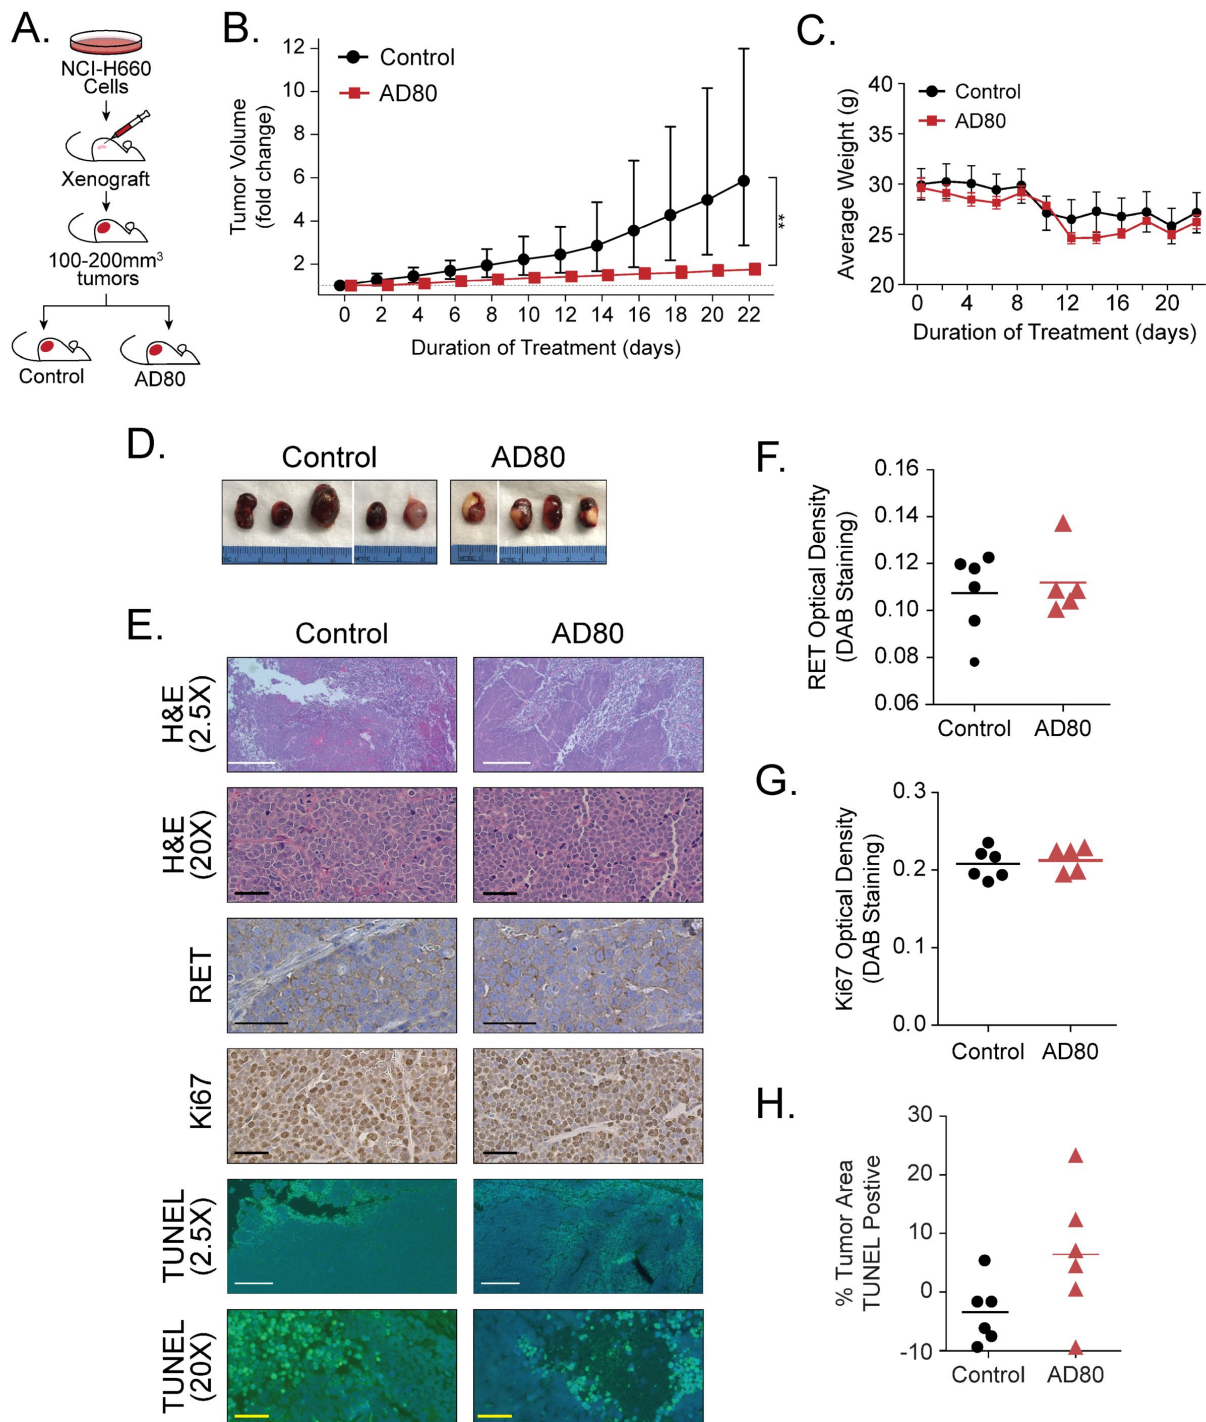 A.
NCI-H660
Cells
Xenograft
100-200mm³
tumors
Control
AD80
B.
Tumor Volume
(fold change)
12
10
8
6
4
2
Control
AD80
**
0 2 4 6 8 10 12 14 16 18 20 22
Duration of Treatment (days)
C.
Average Weight (g)
40
35
30
25
20
Control
AD80
0 4 8 12 16 20
Duration of Treatment (days)
D.
Control
AD80
METRIC 1
E.
Control
AD80
H&E
(2.5X)
H&E
(20X)
RET
Ki67
TUNEL
(2.5X)
TUNEL
(20X)
F.
RET Optical Density
(DAB Staining)
0.16
0.14
0.12
0.10
0.08
0.06
Control
AD80
G.
Ki67 Optical Density
(DAB Staining)
0.3
0.2
0.1
0.0
Control
AD80
H.
% Tumor Area
TUNEL Postive
30
20
10
0
-10
Control
AD80